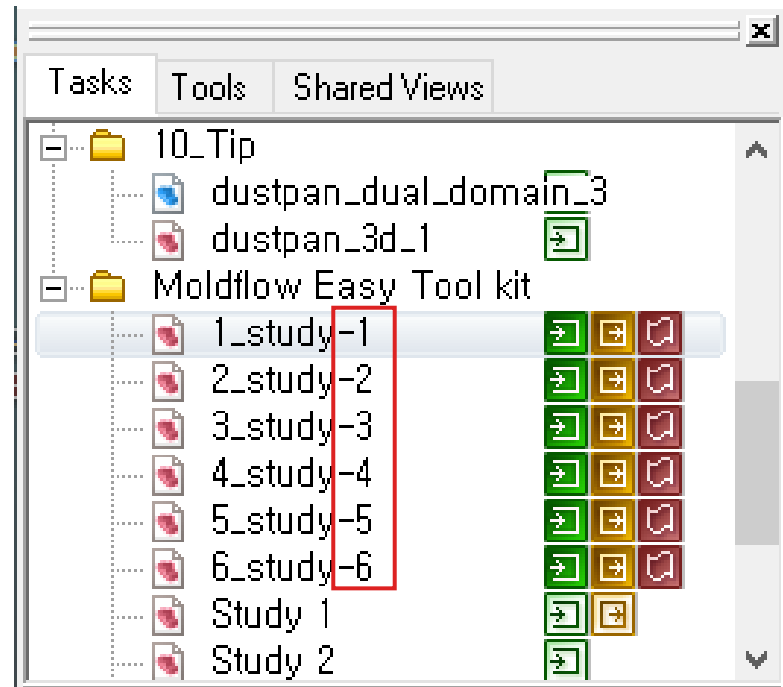 Tasks Tools Shared Views
10_Tip
dustpan_dual_domain_3
dustpan_3d_1
Moldflow Easy Tool kit
1_study-1
2_study-2
3_study-3
4_study-4
5_study-5
6_study-6
Study 1
Study 2